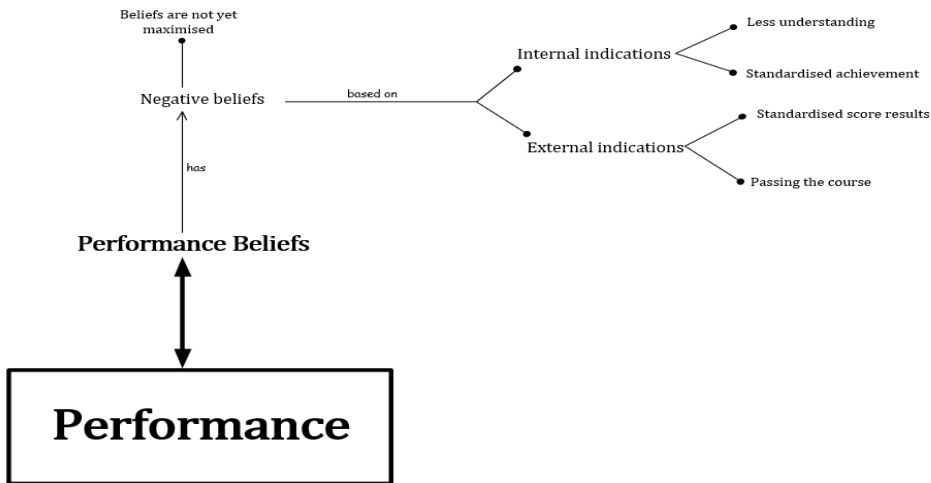 Beliefs are not yet
maximised
Less understanding
Internal indications
Standardised achievement
Negative beliefs
based on
Standardised score results
External indications
Passing the course
has
Performance Beliefs
Performance